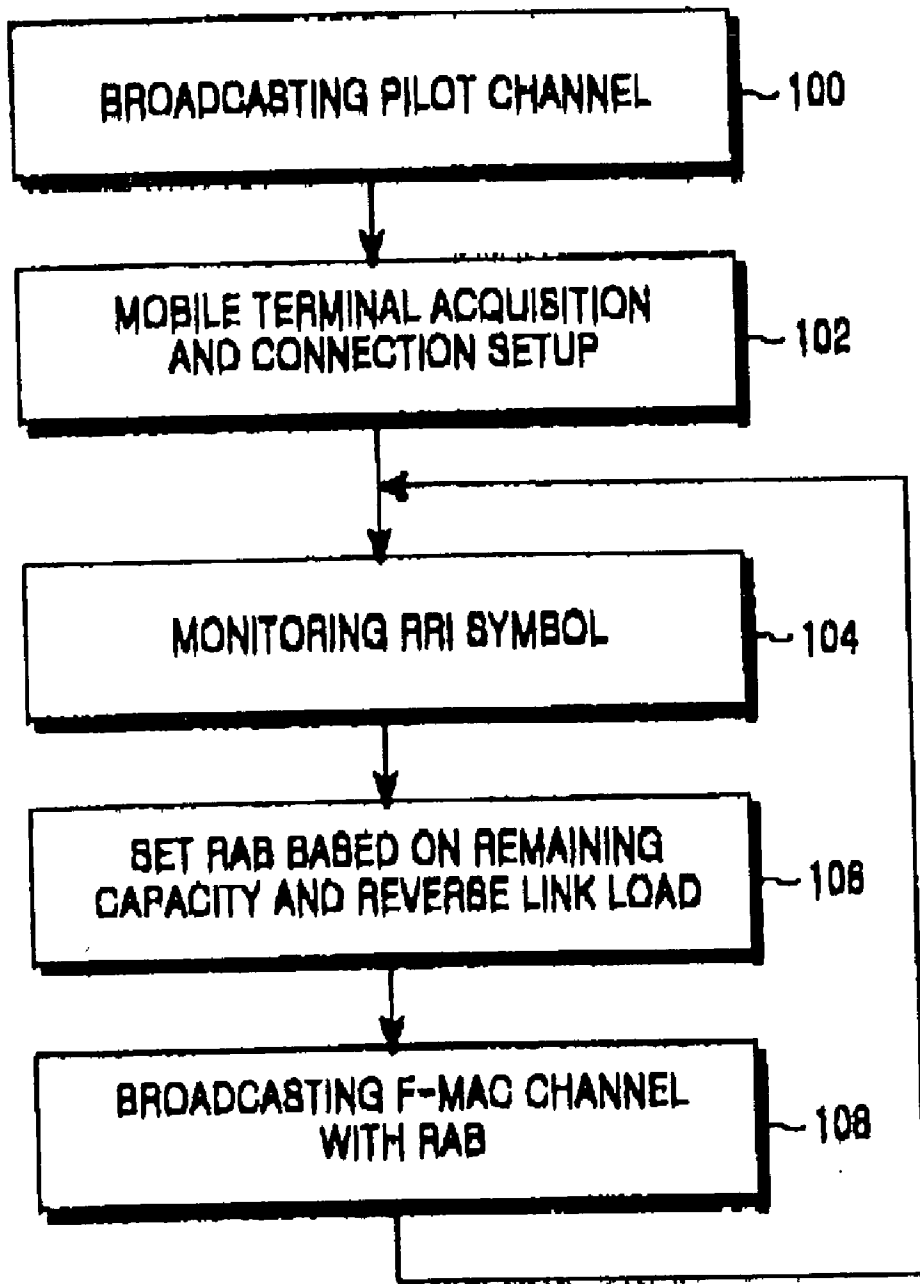 BROADCASTING PILOT CHANNEL
100
MOBILE TERMINAL ACQUISITION
AND CONNECTION SETUP
102
MONITORING RRI SYMBOL
104
SET RAB BASED ON REMAINING
CAPACITY AND REVERSE LINK LOAD
106
BROADCASTING F-MAC CHANNEL
WITH RAB
108